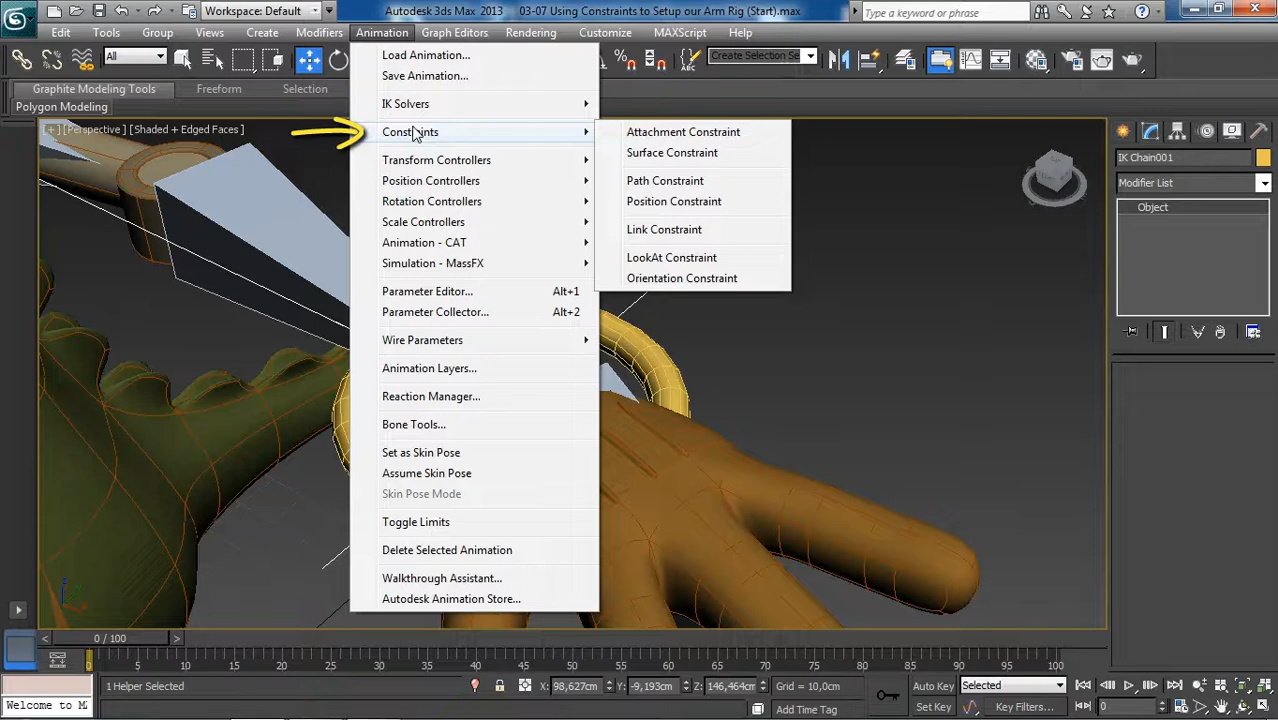 Workspace: Default
Autodesk 3ds Max 2013    03-07 Using Constraints to Setup our Arm Rig (Start).max
Type a keyword or phrase
Edit Tools Group Views Create Modifiers Animation Graph Editors Rendering Customize MAXScript Help
All
Create Selection Se
Graphite Modeling Tools Freeform Selection
Polygon Modeling
[+] [Perspective ] [Shaded + Edged Faces ]
Load Animation...
Save Animation...
IK Solvers
Constraints
Transform Controllers
Position Controllers
Rotation Controllers
Scale Controllers
Animation - CAT
Simulation - MassFX
Parameter Editor... Alt+1
Parameter Collector... Alt+2
Wire Parameters
Animation Layers...
Reaction Manager...
Bone Tools...
Set as Skin Pose
Assume Skin Pose
Skin Pose Mode
Toggle Limits
Delete Selected Animation
Walkthrough Assistant...
Autodesk Animation Store...
Attachment Constraint
Surface Constraint
Path Constraint
Position Constraint
Link Constraint
LookAt Constraint
Orientation Constraint
IK Chain001
Modifier List
Object
0 / 100
0 5 10 15 20 25 30 35 40 45 50 55 60 65 70 75 80 85 90 95 100
1 Helper Selected
X: 98,627cm Y: -9,193cm Z: 146,464cm Grid = 10,0cm
Auto Key Selected
Welcome to M
Add Time Tag
Set Key Key Filters... 0